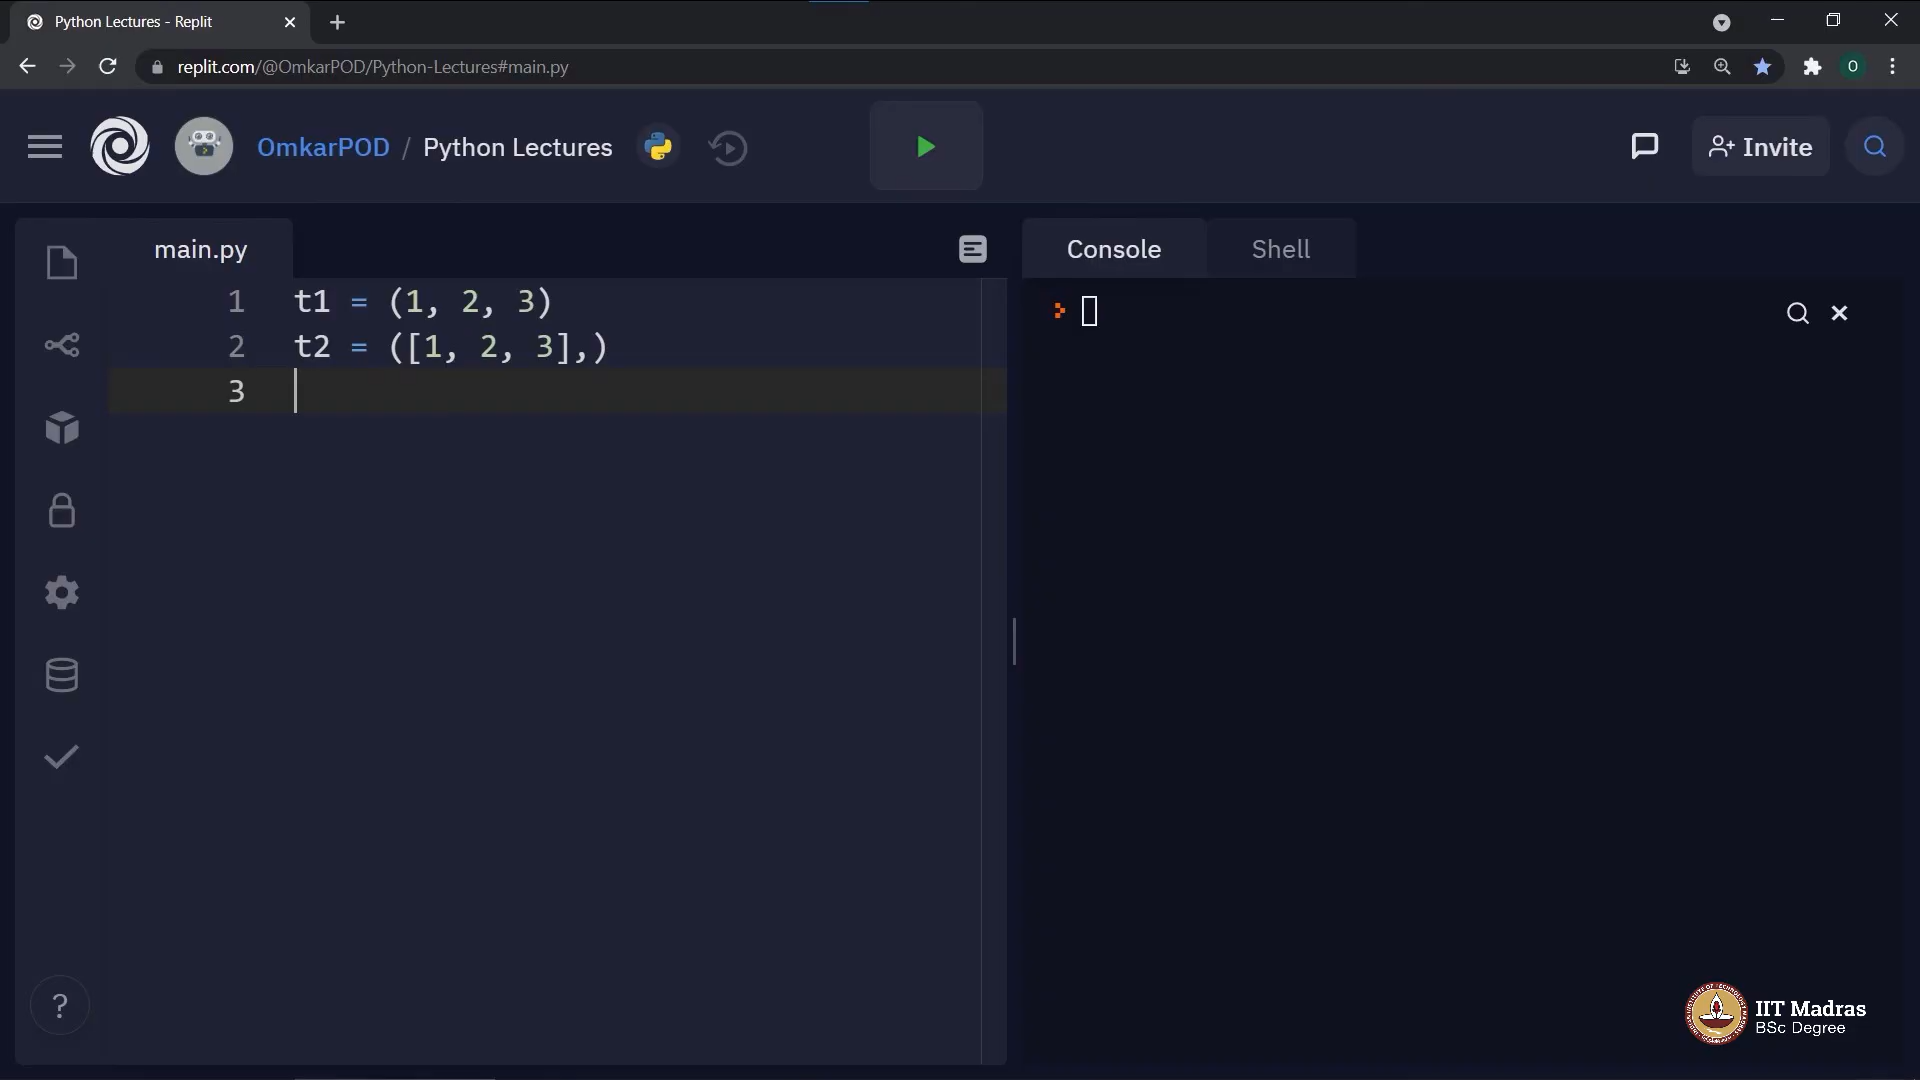 Python Lectures - Replit
replit.com/@OmkarPOD/Python-Lectures#main.py
O
OmkarPOD / Python Lectures
Invite
main.py
Console
Shell
1 t1 = (1, 2, 3)
2 t2 = ([1, 2, 3],)
3
?
IIT Madras
BSc Degree